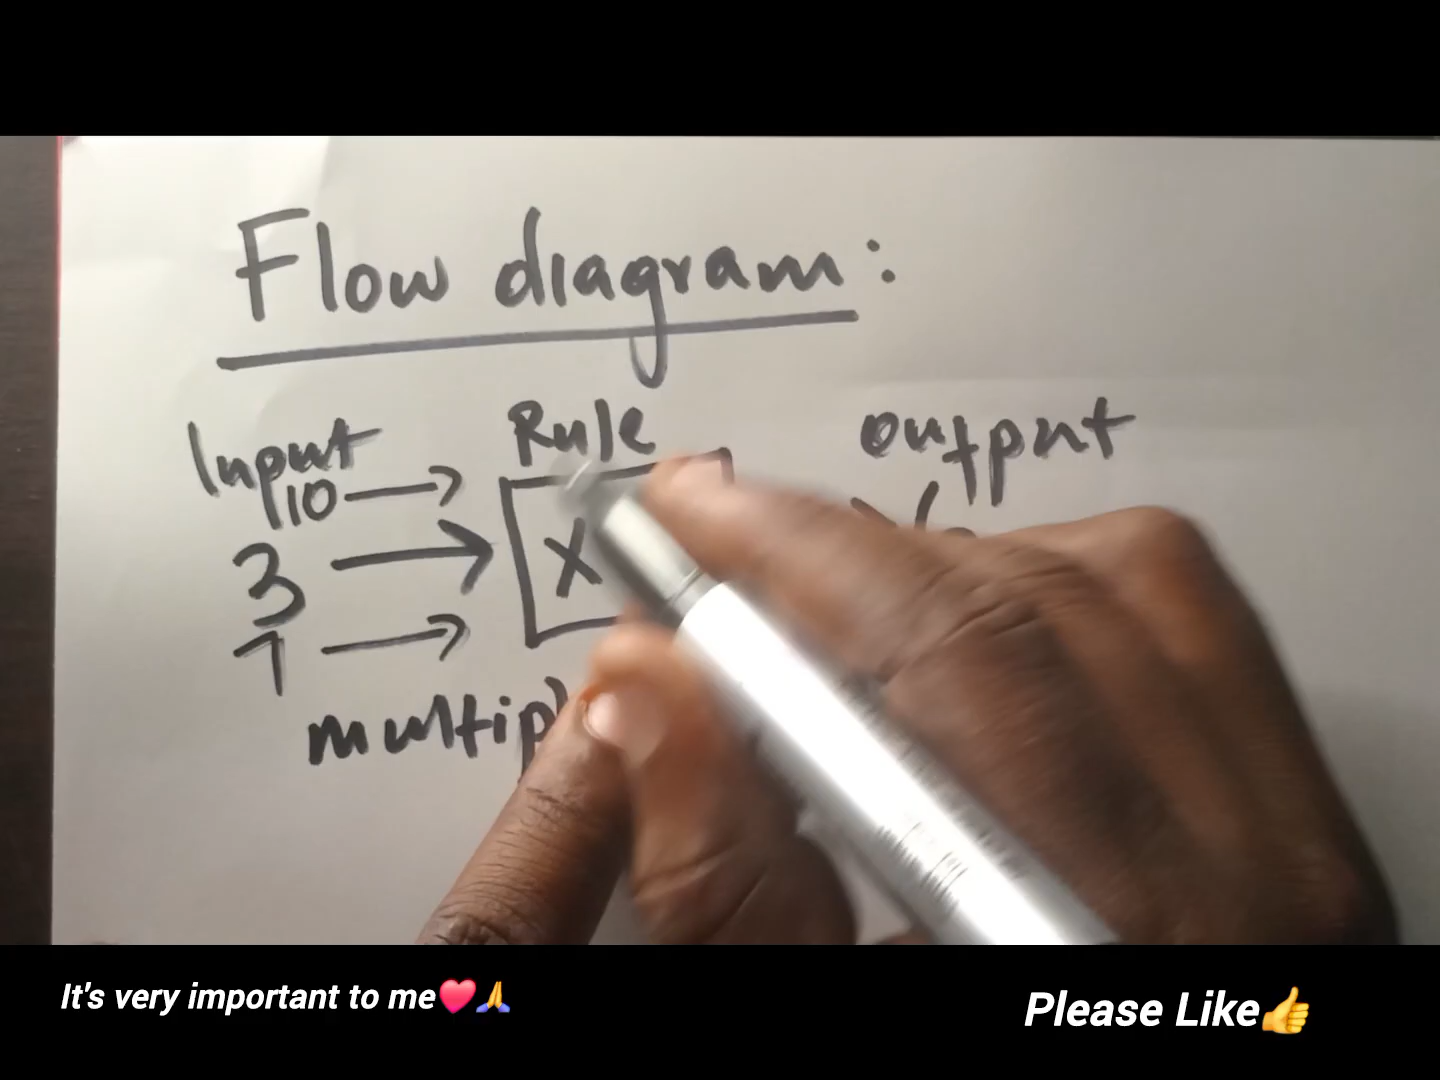 Flow diagram:
Input Rule output
10 →
3 → X
7 →
It's very important to me❤️🙏
Please Like👍